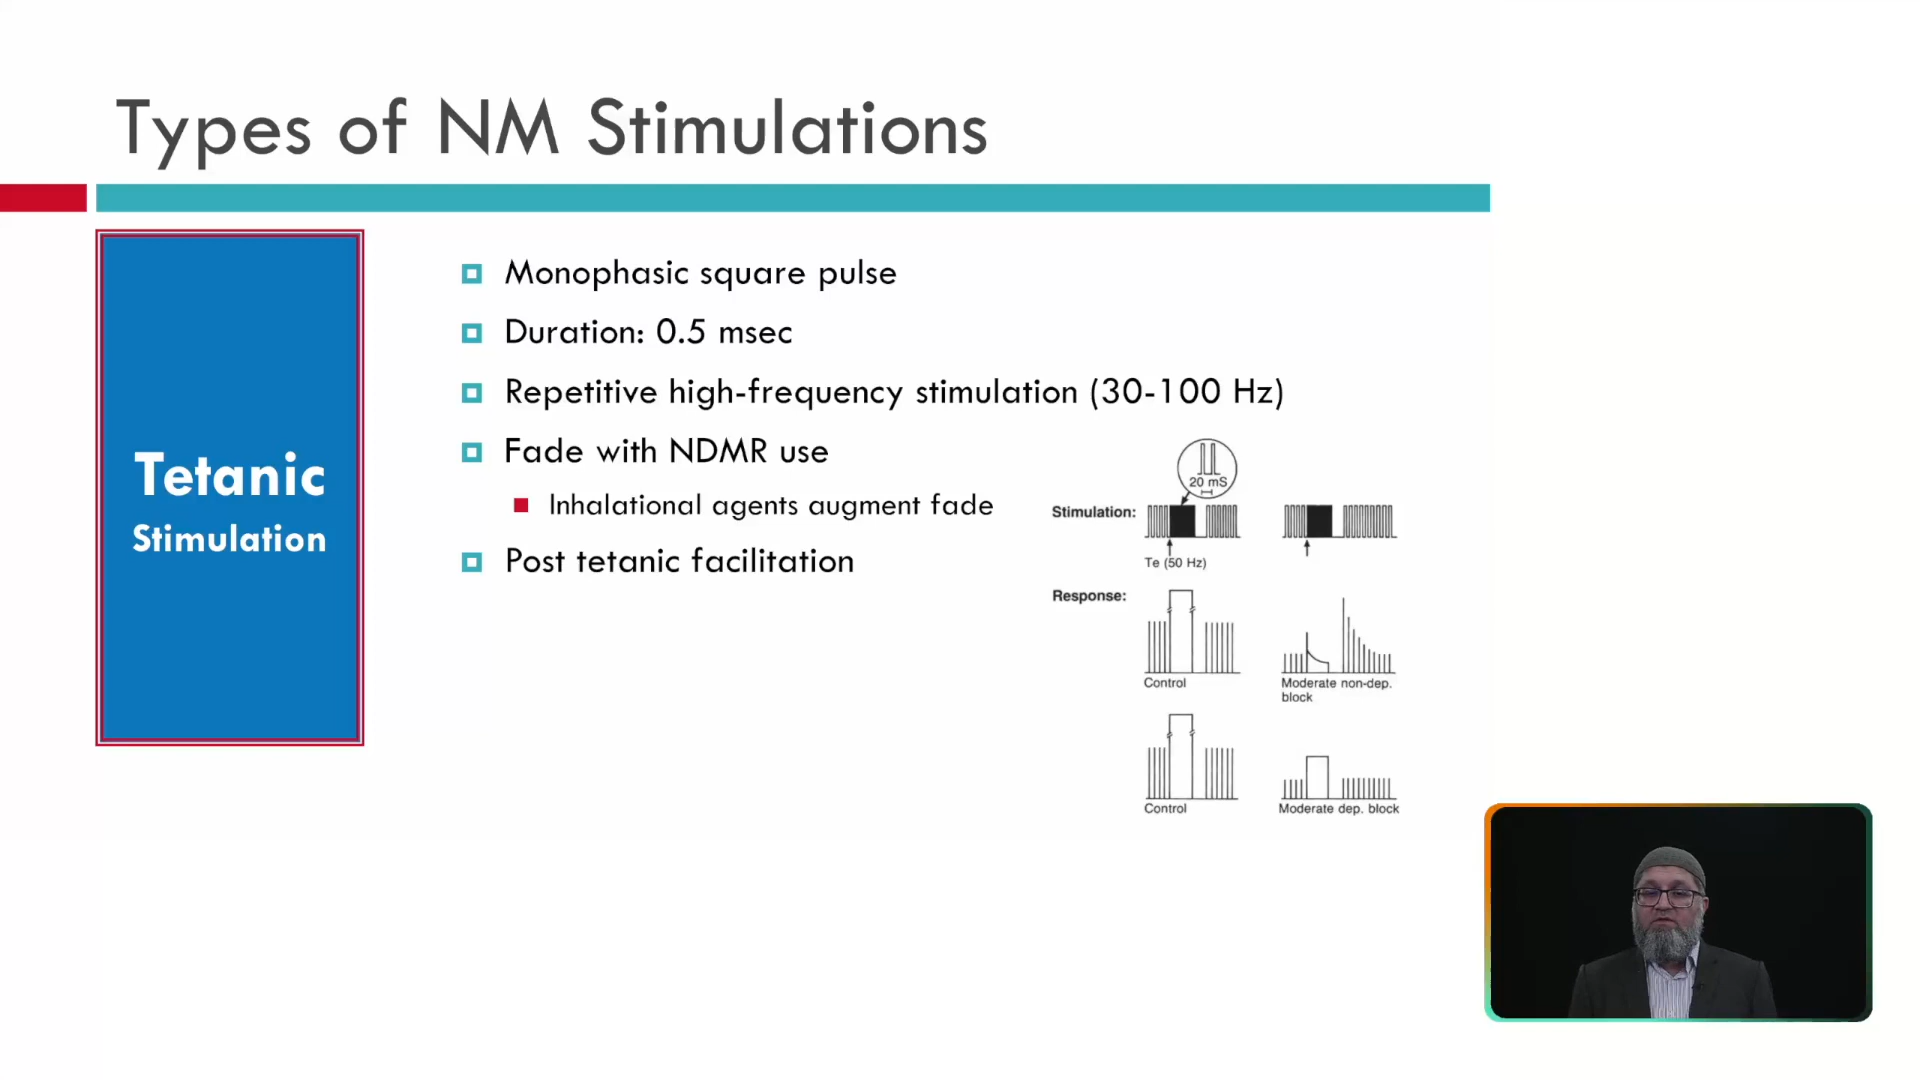 Types of NM Stimulations
Tetanic
Stimulation
Monophasic square pulse
Duration: 0.5 msec
Repetitive high-frequency stimulation (30-100 Hz)
Fade with NDMR use
Inhalational agents augment fade
Post tetanic facilitation
20 mS
Stimulation:
Te (50 Hz)
Response:
Control
Moderate non-dep.
block
Control
Moderate dep. block